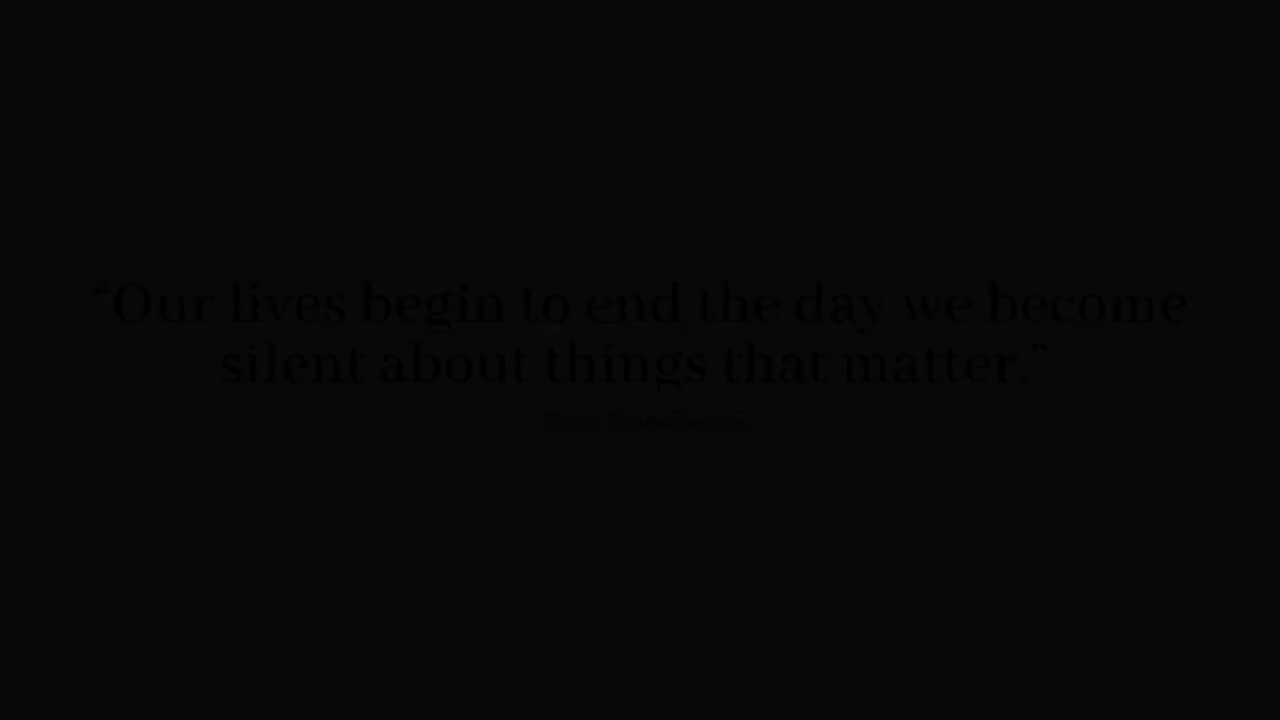 “Our lives begin to end the day we become
silent about things that matter.”